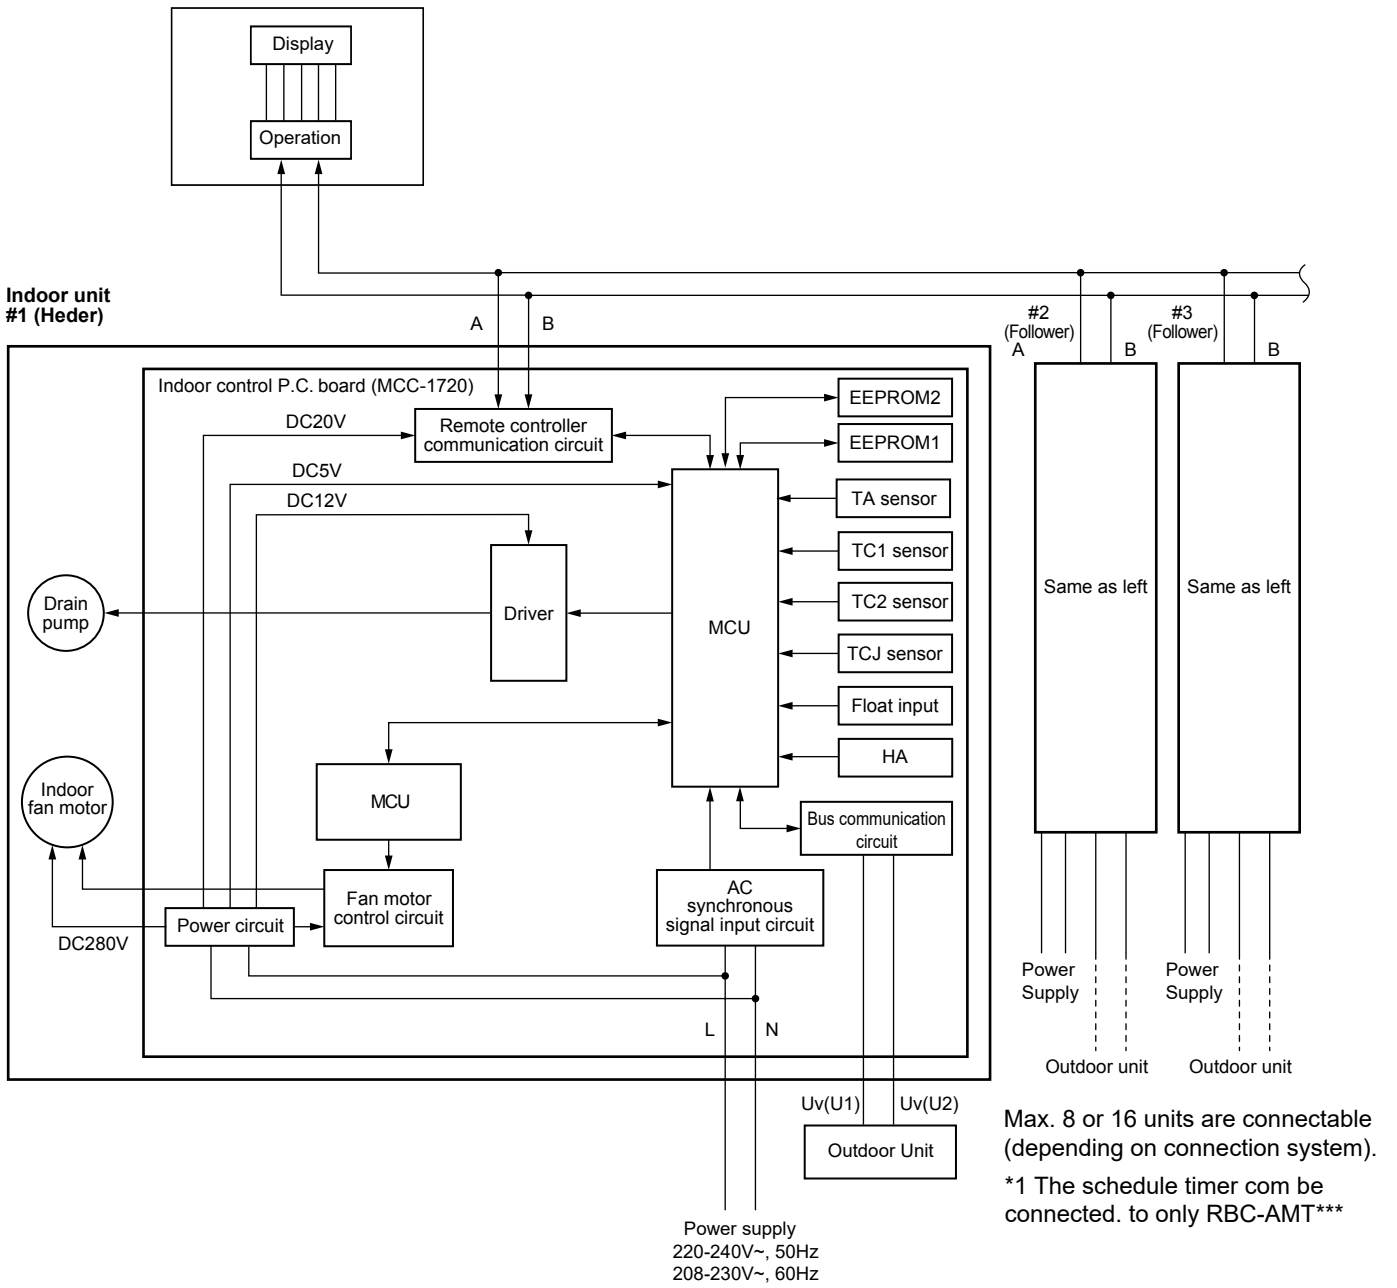 Display
Operation
Indoor unit
#1 (Heder)
A
B
#2
(Follower)
A
B
#3
(Follower)
B
Indoor control P.C. board (MCC-1720)
DC20V
Remote controller
communication circuit
EEPROM2
EEPROM1
DC5V
DC12V
TA sensor
TC1 sensor
TC2 sensor
TCJ sensor
Float input
HA
Drain
pump
Driver
MCU
Same as left
Same as left
Indoor
fan motor
MCU
Bus communication
circuit
Fan motor
control circuit
AC
synchronous
signal input circuit
Power circuit
DC280V
L
N
Power
Supply
Power
Supply
Outdoor unit
Outdoor unit
Uv(U1)
Uv(U2)
Outdoor Unit
Max. 8 or 16 units are connectable
(depending on connection system).
*1 The schedule timer com be
connected. to only RBC-AMT***
Power supply
220-240V~, 50Hz
208-230V~, 60Hz